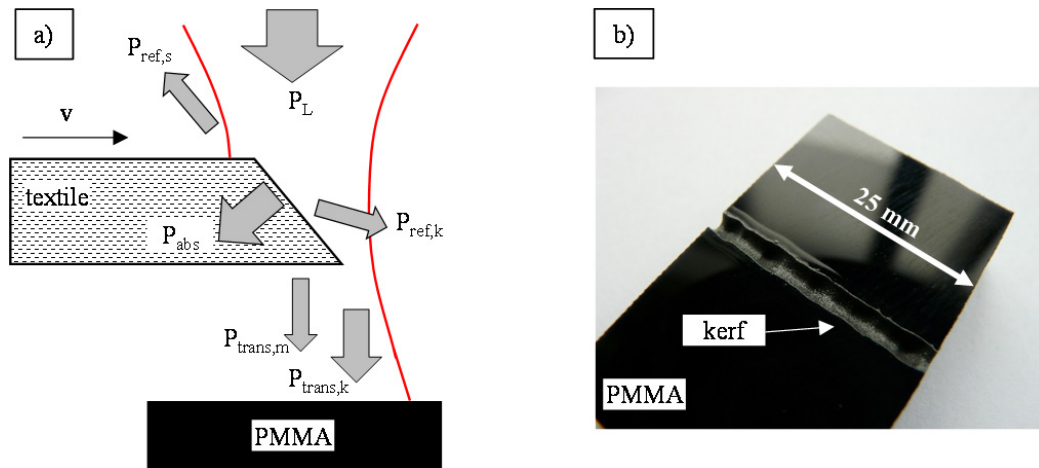 a)
P_L
P_ref,s
v
textile
P_abs
P_ref,k
P_trans,m
P_trans,k
PMMA
b)
25 mm
kerf
PMMA